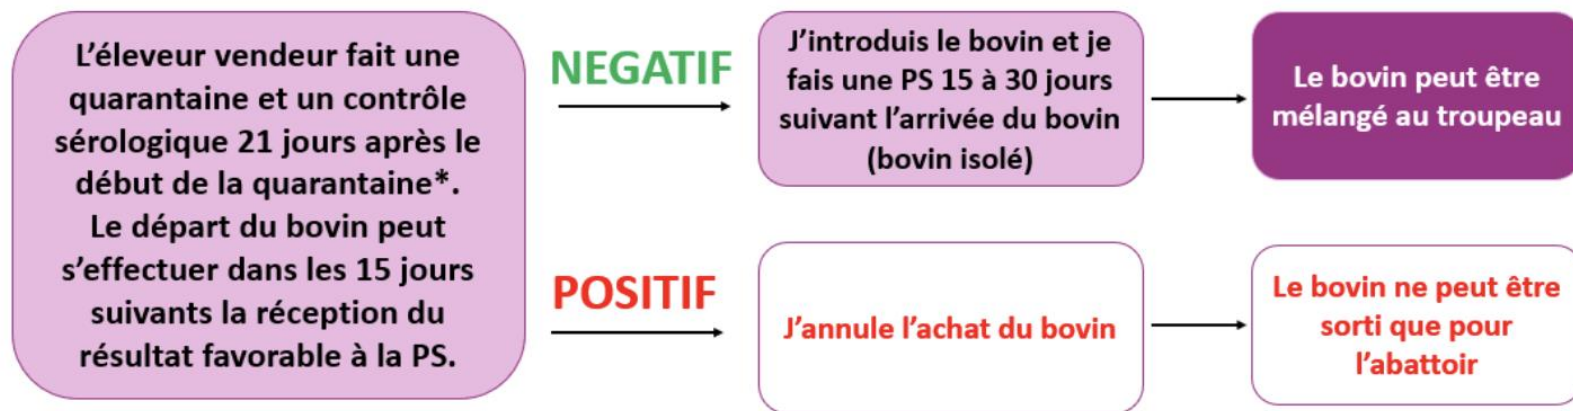 L'éleveur vendeur fait une
quarantaine et un contrôle
sérologique 21 jours après le
début de la quarantaine*.
Le départ du bovin peut
s'effectuer dans les 15 jours
suivants la réception du
résultat favorable à la PS.
NEGATIF
J'introduis le bovin et je
fais une PS 15 à 30 jours
suivant l'arrivée du bovin
(bovin isolé)
Le bovin peut être
mélangé au troupeau
POSITIF
J'annule l'achat du bovin
Le bovin ne peut être
sorti que pour
l'abattoir